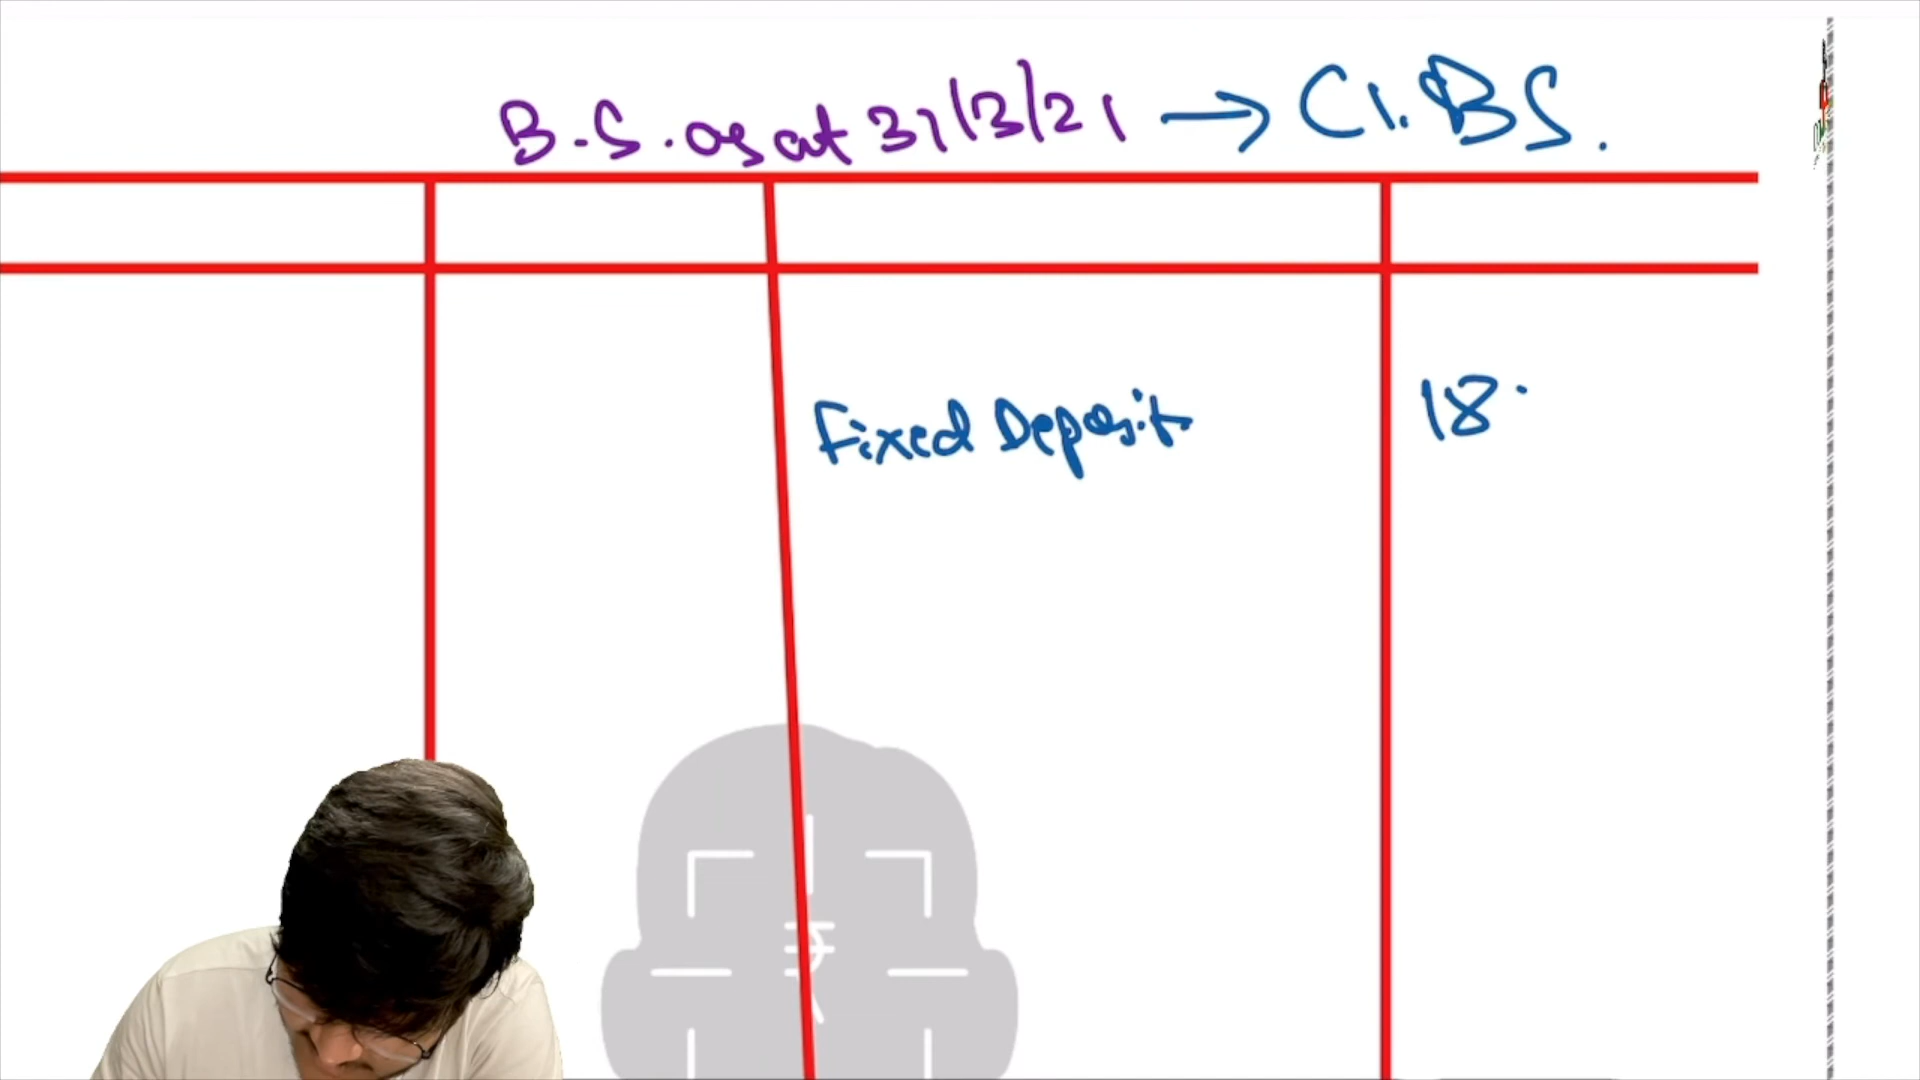 B.S. as at 31/3/21 → Cl. BS.
Fixed Deposit 18
₹